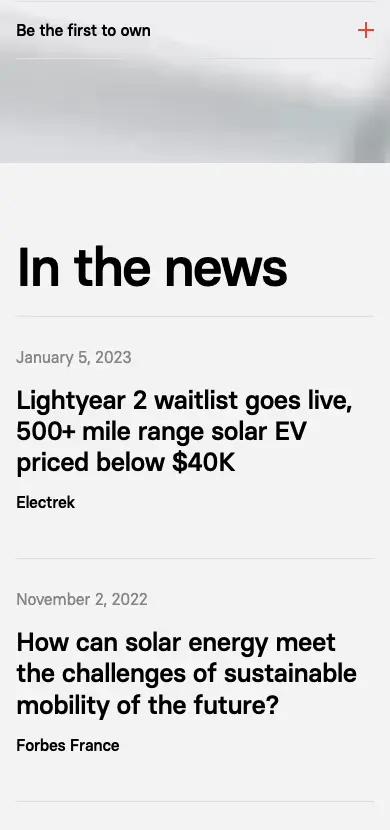 Be the first to own
In the news
January 5, 2023
Lightyear 2 waitlist goes live,
500+ mile range solar EV
priced below $40K
Electrek
November 2, 2022
How can solar energy meet
the challenges of sustainable
mobility of the future?
Forbes France